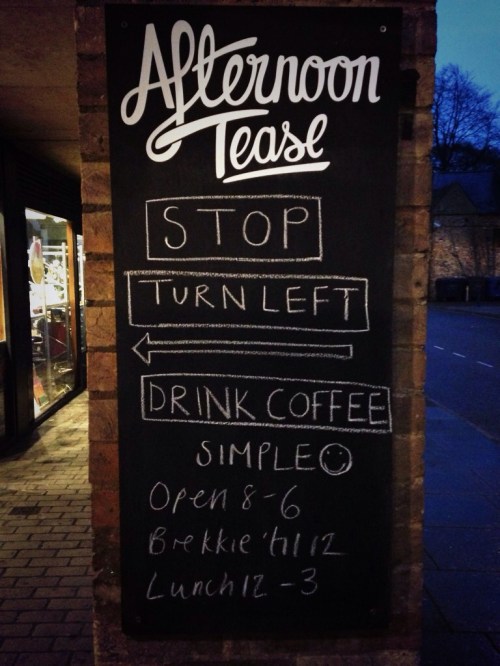 Afternoon
Tease
STOP
TURN LEFT
DRINK COFFEE
SIMPLE
Open 8-6
Brekkie 'til 12
Lunch 12 - 3